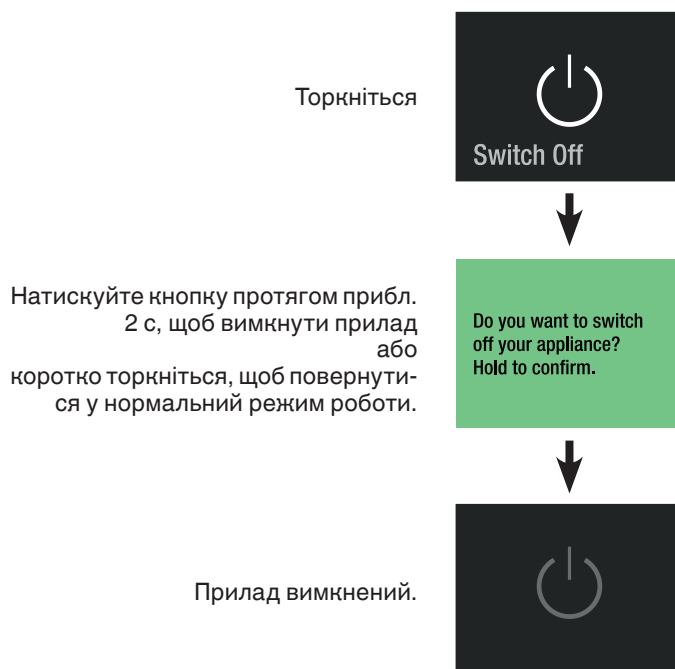 Торкніться
Switch Off
Натискуйте кнопку протягом прибл.
2 с, щоб вимкнути прилад
або
коротко торкніться, щоб повернути-
ся у нормальний режим роботи.
Do you want to switch
off your appliance?
Hold to confirm.
Прилад вимкнений.